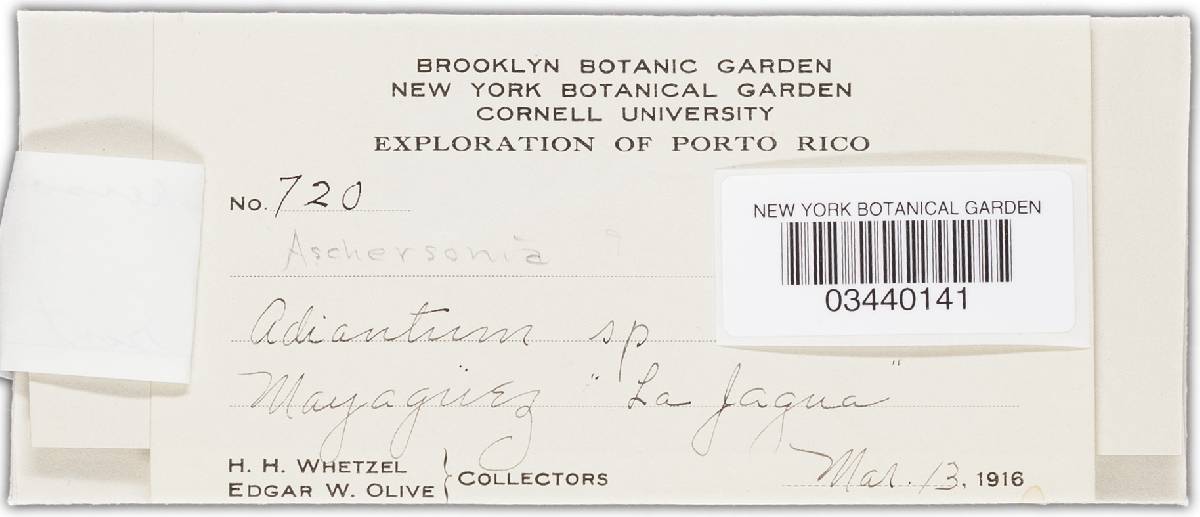 BROOKLYN BOTANIC GARDEN
NEW YORK BOTANICAL GARDEN
CORNELL UNIVERSITY
EXPLORATION OF PORTO RICO
No. 720
Aschersonia ?
NEW YORK BOTANICAL GARDEN
03440141
Adiantum sp
Mayagüez "La Jagua"
H. H. WHETZEL
EDGAR W. OLIVE } COLLECTORS
Mar. 13, 1916